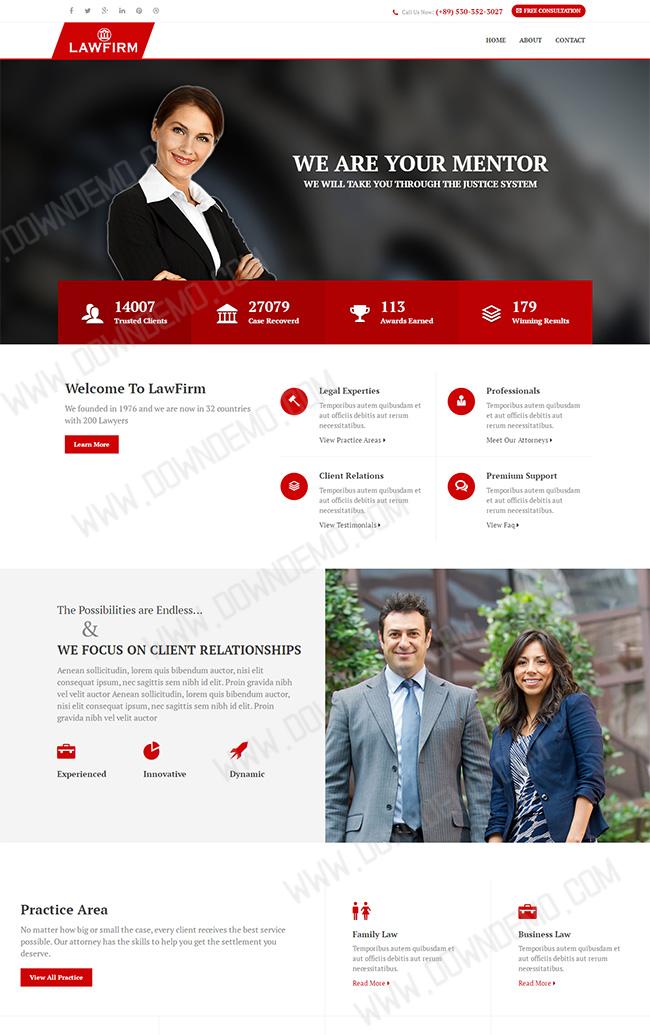 Call Us Now: (+89) 530-352-3027
FREE CONSULTATION
LAWFIRM
HOME ABOUT CONTACT
WE ARE YOUR MENTOR
WE WILL TAKE YOU THROUGH THE JUSTICE SYSTEM
14007
Trusted Clients
27079
Case Recoverd
113
Awards Earned
179
Winning Results
Welcome To LawFirm
We founded in 1976 and we are now in 32 countries
with 200 Lawyers
Learn More
Legal Experties
Temporibus autem quibusdam et
aut officiis debitis aut rerum
necessitatibus.
View Practice Areas
Professionals
Temporibus autem quibusdam et
aut officiis debitis aut rerum
necessitatibus.
Meet Our Attorneys
Client Relations
Temporibus autem quibusdam et
aut officiis debitis aut rerum
necessitatibus.
View Testimonials
Premium Support
Temporibus autem quibusdam et
aut officiis debitis aut rerum
necessitatibus.
View Faq
The Possibilities are Endless...
&
WE FOCUS ON CLIENT RELATIONSHIPS
Aenean sollicitudin, lorem quis bibendum auctor, nisi elit
consequat ipsum, nec sagittis sem nibh id elit. Proin gravida nibh
vel velit auctor Aenean sollicitudin, lorem quis bibendum auctor,
nisi elit consequat ipsum, nec sagittis sem nibh id elit. Proin
gravida nibh vel velit auctor
Experienced
Innovative
Dynamic
Practice Area
No matter how big or small the case, every client receives the best service
possible. Our attorney has the skills to help you get the settlement you
deserve.
View All Practice
Family Law
Temporibus autem quibusdam et
aut officiis debitis aut rerum
necessitatibus.
Read More
Business Law
Temporibus autem quibusdam et
aut officiis debitis aut rerum
necessitatibus.
Read More
WWW.DOWNDEMO.COM
WWW.DOWNDEMO.COM
WWW.DOWNDEMO.COM
WWW.DOWNDEMO.COM